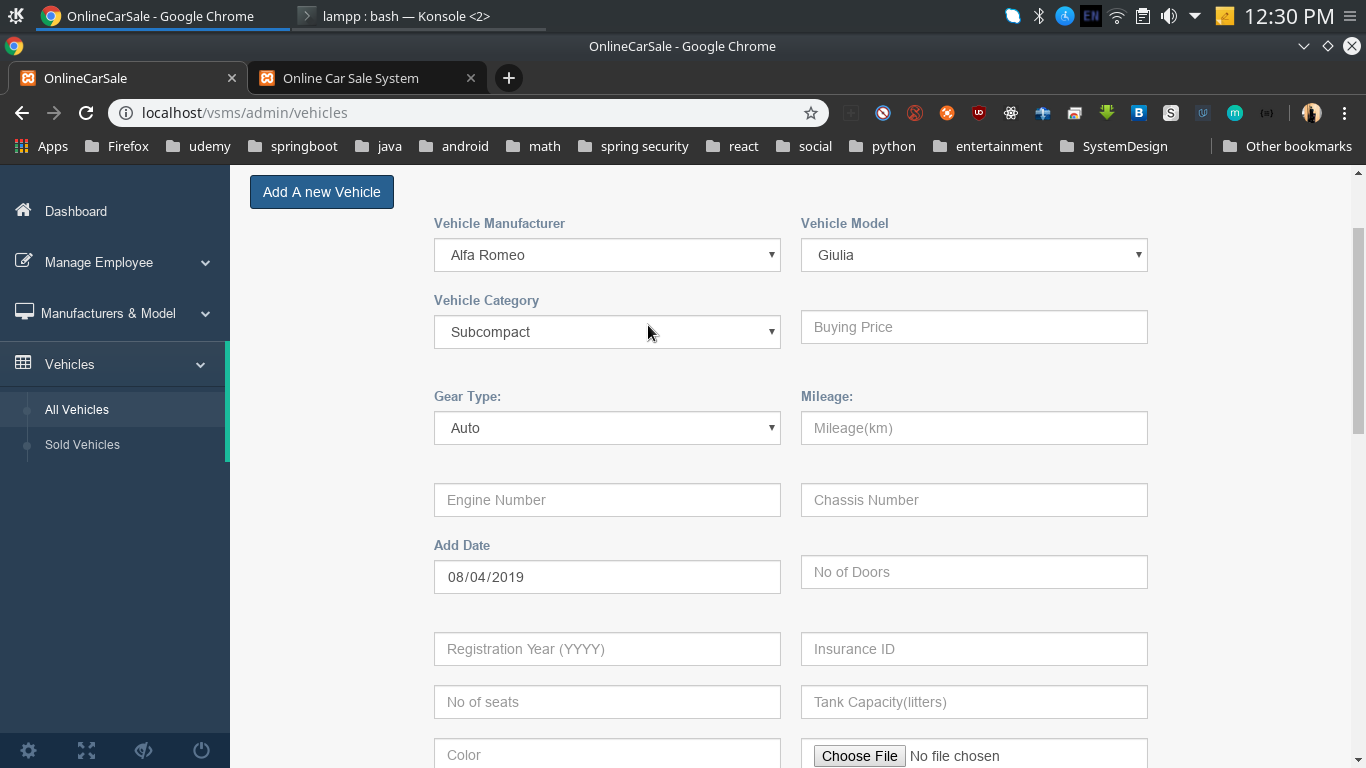 OnlineCarSale - Google Chrome
lampp : bash — Konsole <2>
EN
12:30 PM
OnlineCarSale - Google Chrome
OnlineCarSale
Online Car Sale System
localhost/vsms/admin/vehicles
Apps
Firefox
udemy
springboot
java
android
math
spring security
react
social
python
entertainment
SystemDesign
Other bookmarks
Dashboard
Manage Employee
Manufacturers & Model
Vehicles
All Vehicles
Sold Vehicles
Add A new Vehicle
Vehicle Manufacturer
Vehicle Model
Alfa Romeo
Giulia
Vehicle Category
Subcompact
Buying Price
Gear Type:
Mileage:
Auto
Mileage(km)
Engine Number
Chassis Number
Add Date
08/04/2019
No of Doors
Registration Year (YYYY)
Insurance ID
No of seats
Tank Capacity(litters)
Color
Choose File No file chosen